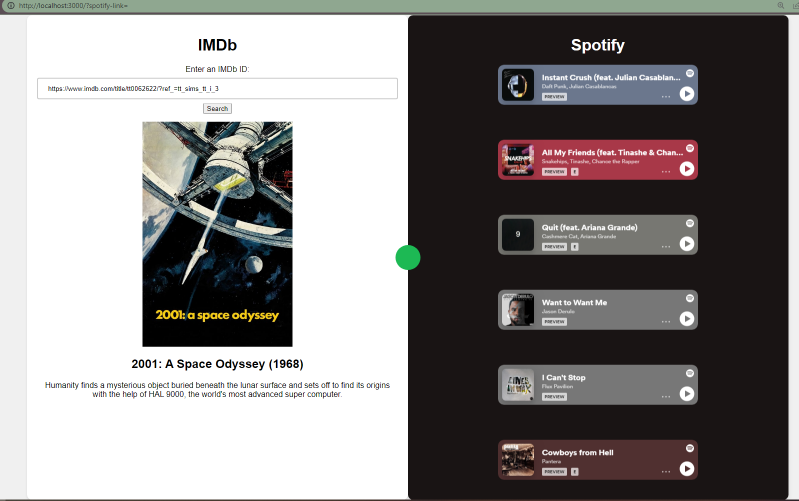 http://localhost:3000/?spotify-link=
IMDb
Enter an IMDb ID:
https://www.imdb.com/title/tt0062622/?ref_=tt_sims_tt_i_3
Search
2001: a space odyssey
2001: A Space Odyssey (1968)
Humanity finds a mysterious object buried beneath the lunar surface and sets off to find its origins
with the help of HAL 9000, the world's most advanced super computer.
Spotify
Instant Crush (feat. Julian Casablan...
Daft Punk, Julian Casablancas
PREVIEW
All My Friends (feat. Tinashe & Chan...
Snakehips, Tinashe, Chance the Rapper
PREVIEW E
Quit (feat. Ariana Grande)
Cashmere Cat, Ariana Grande
PREVIEW E
9
Want to Want Me
Jason Derulo
PREVIEW
I Can't Stop
Flux Pavilion
PREVIEW
Cowboys from Hell
Pantera
PREVIEW E